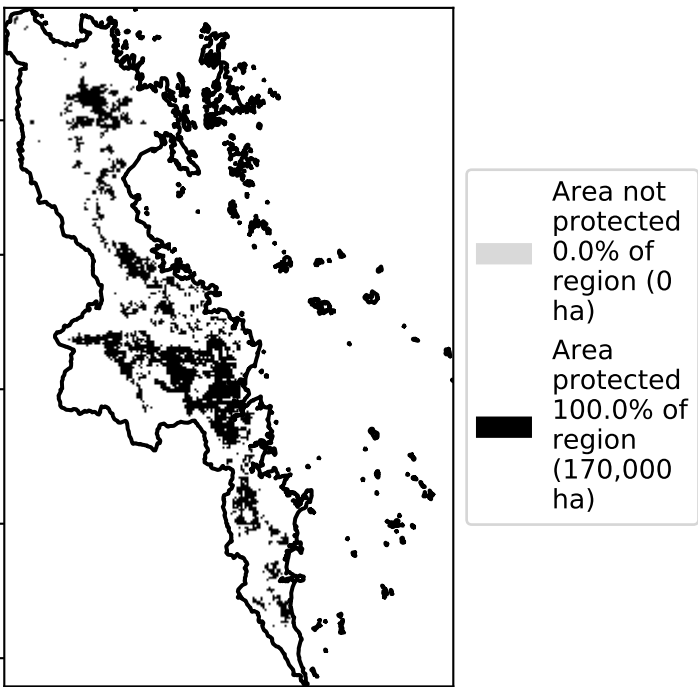 Area not
protected
0.0% of
region (0
ha)
Area
protected
100.0% of
region
(170,000
ha)